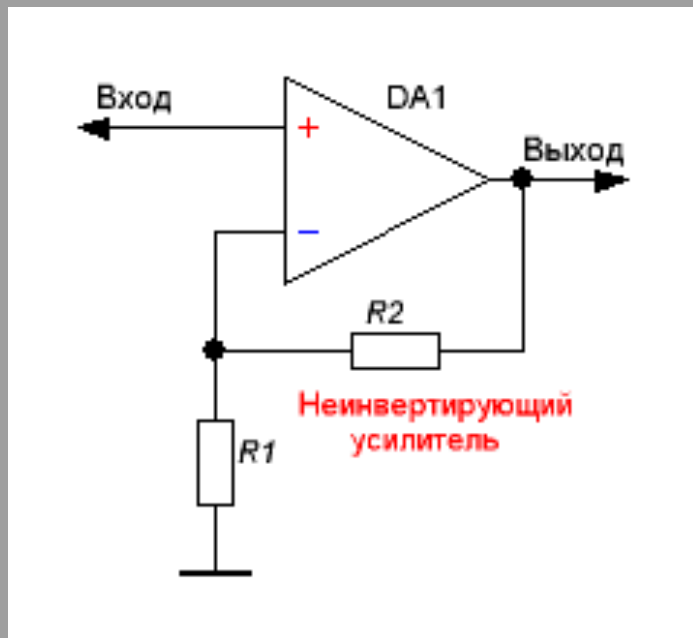 Вход
DA1
+
Выход
−
R2
Неинвертирующий
усилитель
R1